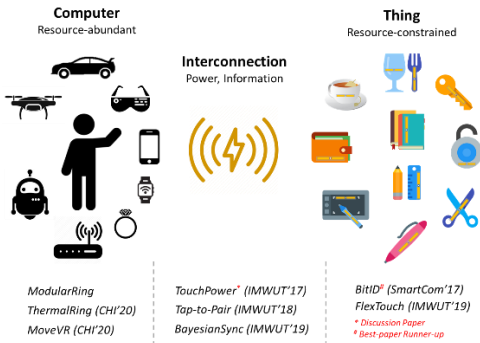 Computer
Resource-abundant
Interconnection
Power, Information
Thing
Resource-constrained
ModularRing
ThermalRing (CHI'20)
MoveVR (CHI'20)
TouchPower* (IMWUT'17)
Tap-to-Pair (IMWUT'18)
BayesianSync (IMWUT'19)
BitID# (SmartCom'17)
FlexTouch (IMWUT'19)
* Discussion Paper
# Best-paper Runner-up